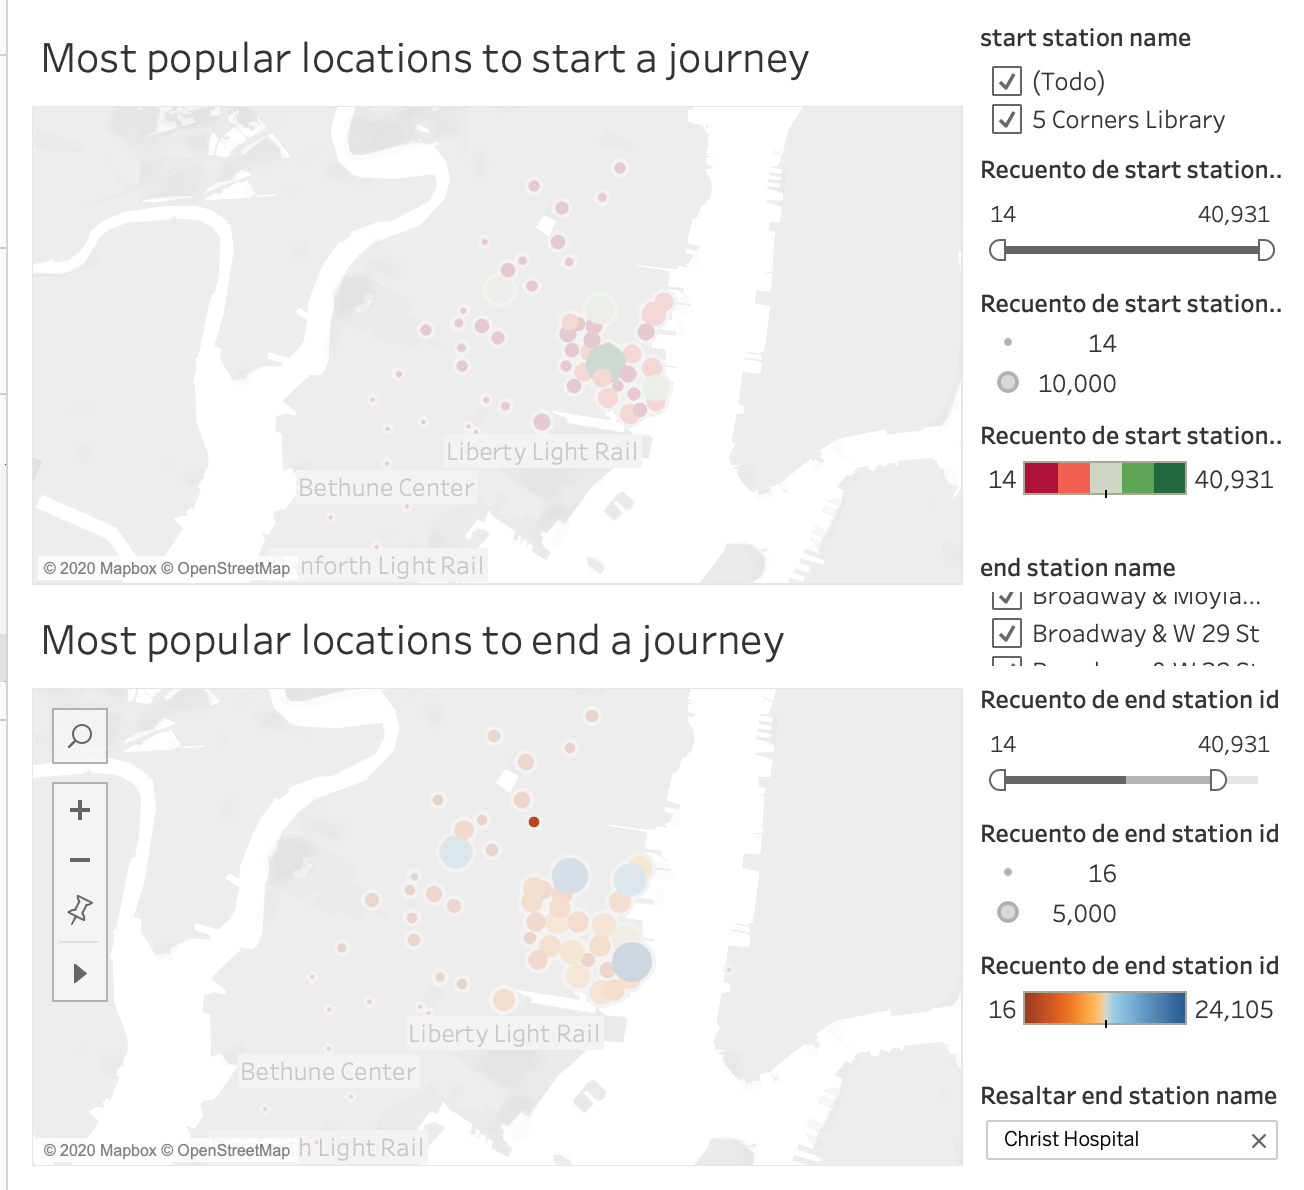 Most popular locations to start a journey
Liberty Light Rail
Bethune Center
nforth Light Rail
© 2020 Mapbox © OpenStreetMap
start station name
(Todo)
5 Corners Library
Recuento de start station..
14 40,931
Recuento de start station..
14
10,000
Recuento de start station..
14 40,931
Most popular locations to end a journey
Liberty Light Rail
Bethune Center
h Light Rail
© 2020 Mapbox © OpenStreetMap
end station name
Broadway & Moyla...
Broadway & W 29 St
Recuento de end station id
14 40,931
Recuento de end station id
16
5,000
Recuento de end station id
16 24,105
Resaltar end station name
Christ Hospital